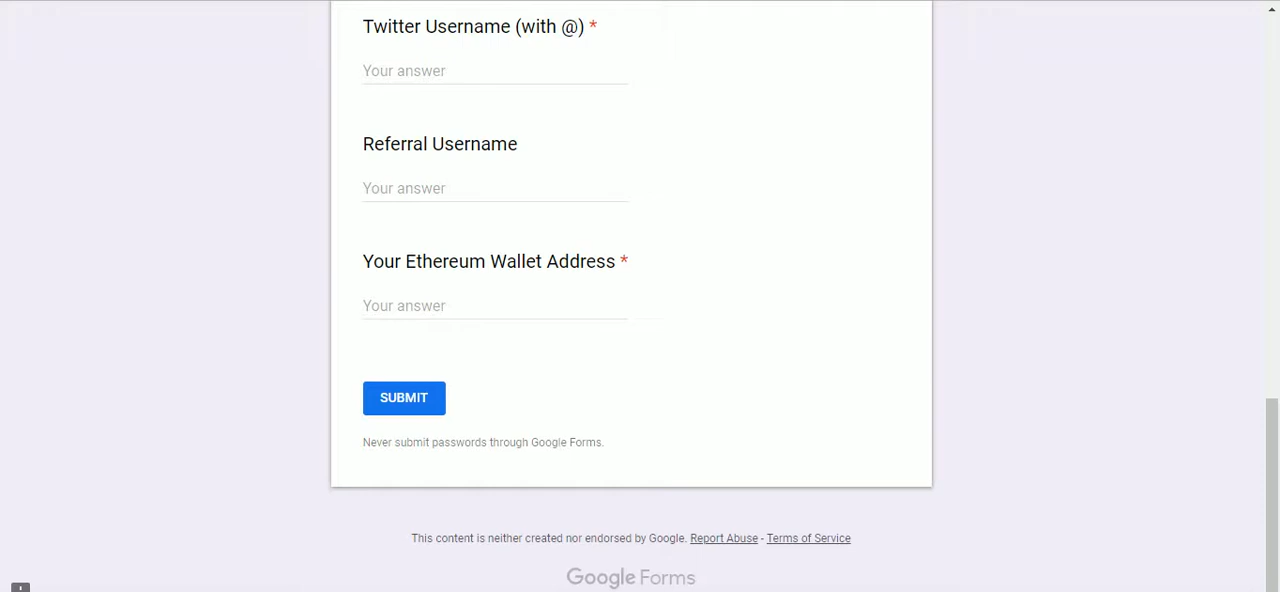 Twitter Username (with @) *
Your answer
Referral Username
Your answer
Your Ethereum Wallet Address *
Your answer
SUBMIT
Never submit passwords through Google Forms.
This content is neither created nor endorsed by Google. Report Abuse - Terms of Service
Google Forms